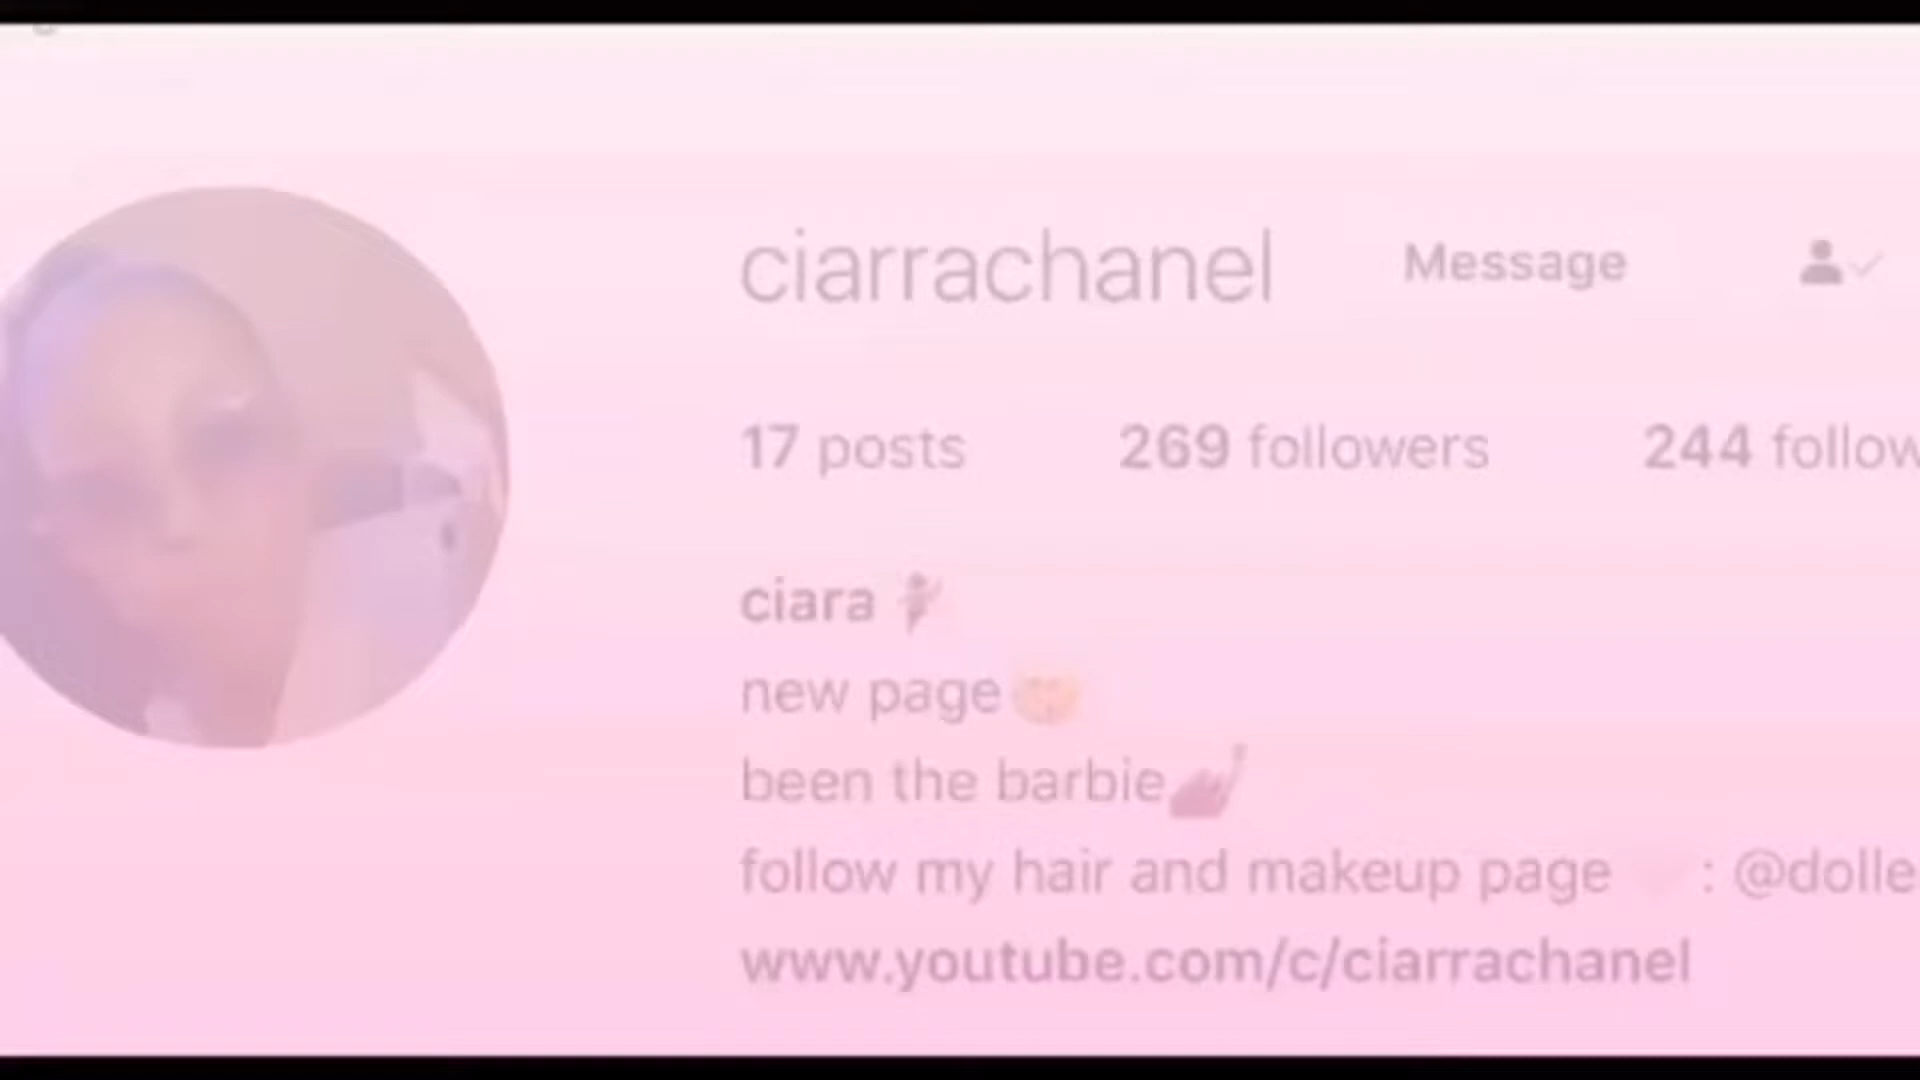 ciarrachanel Message
17 posts 269 followers 244 follow
ciara
new page
been the barbie
follow my hair and makeup page : @dolle
www.youtube.com/c/ciarrachanel